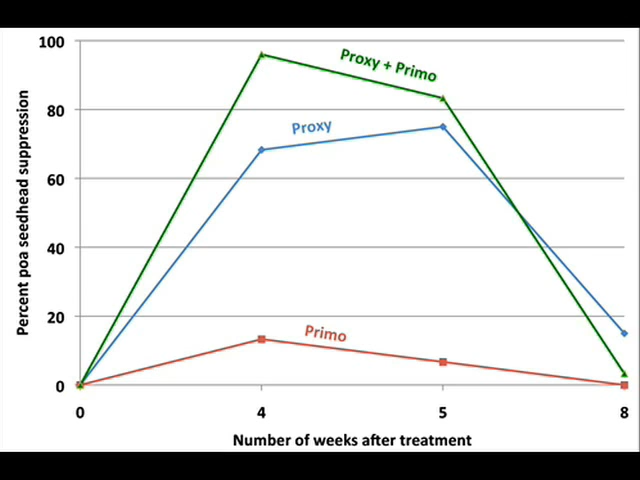 100
80
60
40
20
0
Percent poa seedhead suppression
Proxy + Primo
Proxy
Primo
0 4 5 8
Number of weeks after treatment